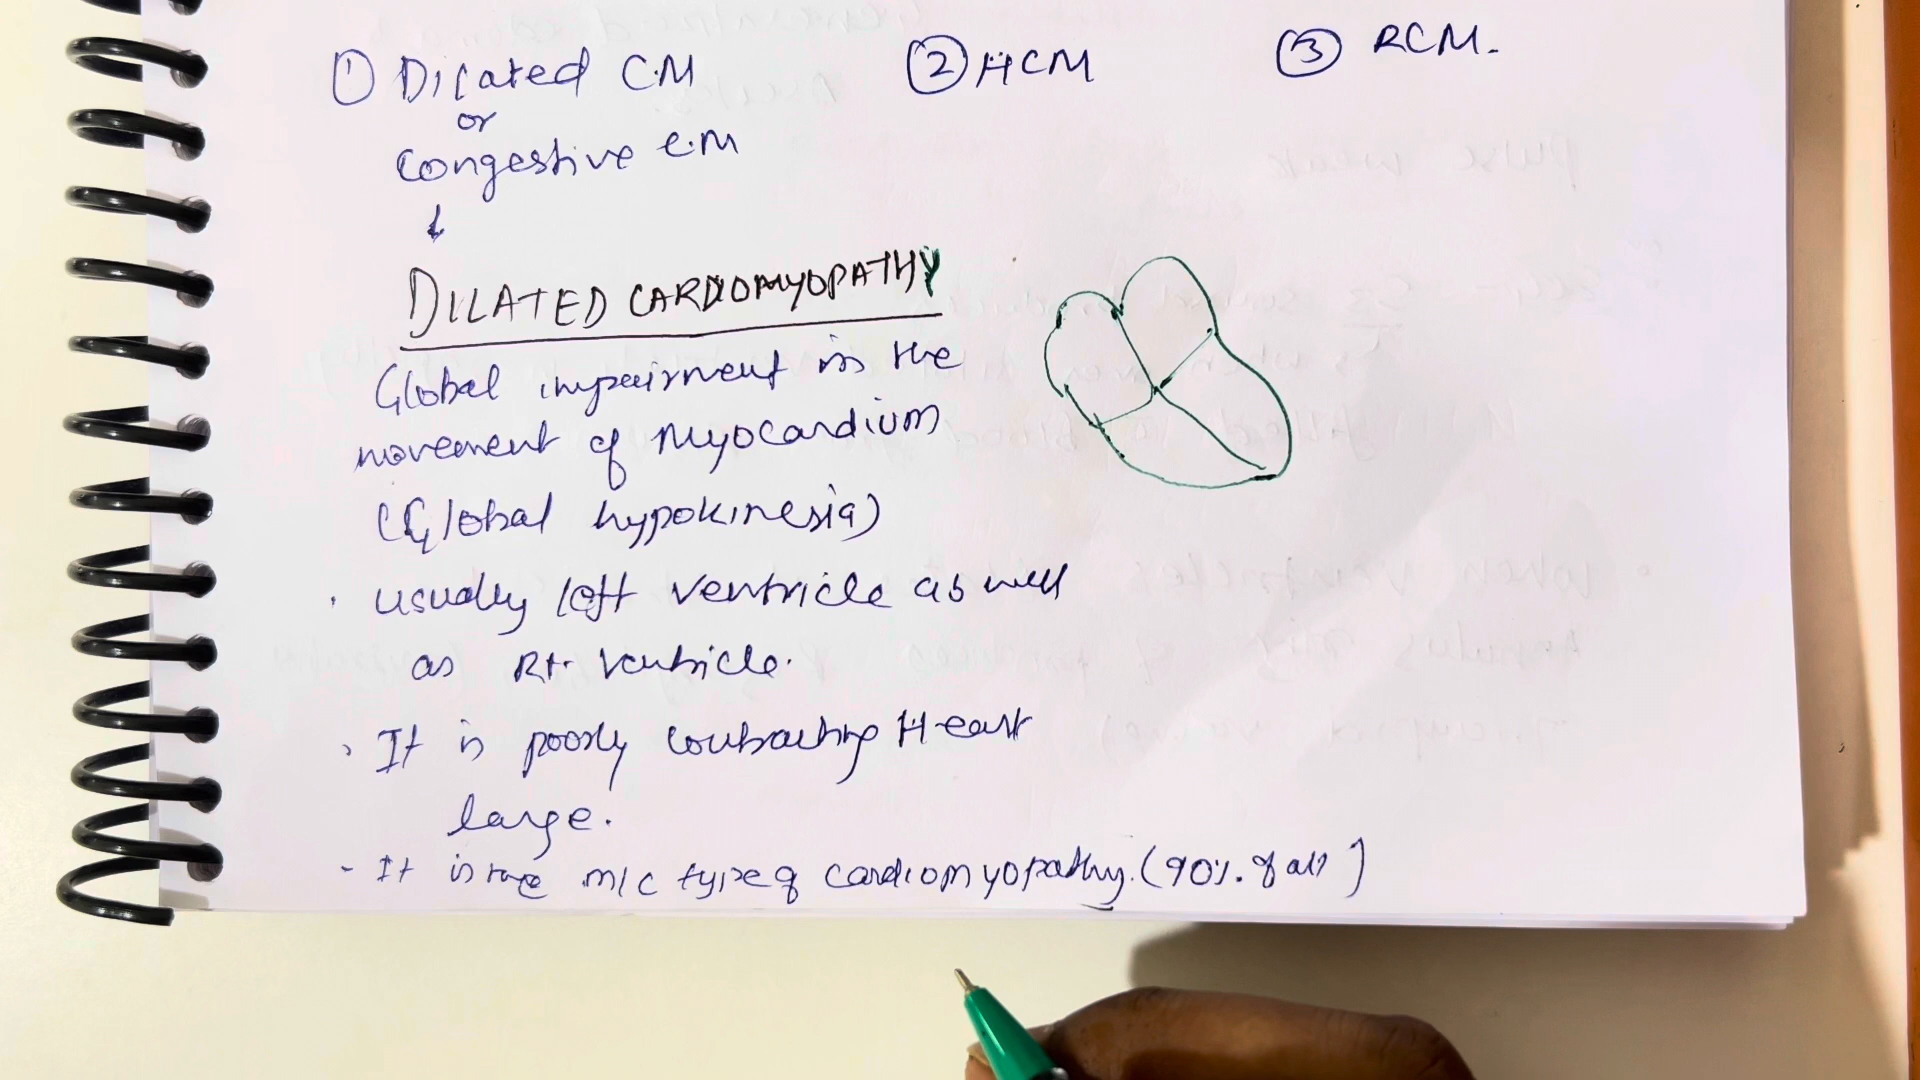 ① Dilated C.M ② HCM ③ RCM.
or
Congestive C.M
↓
DILATED CARDIOMYOPATHY
Global impairment in the
movement of Myocardium
(Global hypokinesia)
· usually left ventricle as well
as Rt. ventricle.
· It is poorly contracting Heart
large.
- It is the m/c type of cardiomyopathy. (90%. of all)